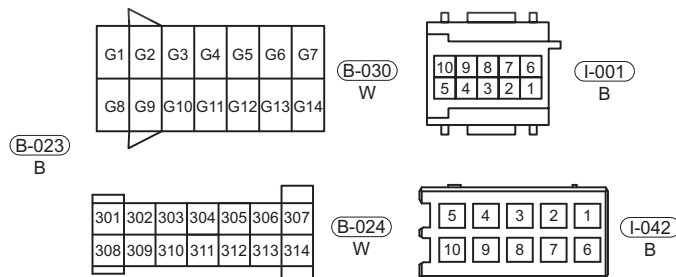 G1 G2 G3 G4 G5 G6 G7
G8 G9 G10 G11 G12 G13 G14
B-030
W
10 9 8 7 6
5 4 3 2 1
I-001
B
B-023
B
301 302 303 304 305 306 307
308 309 310 311 312 313 314
B-024
W
5 4 3 2 1
10 9 8 7 6
I-042
B